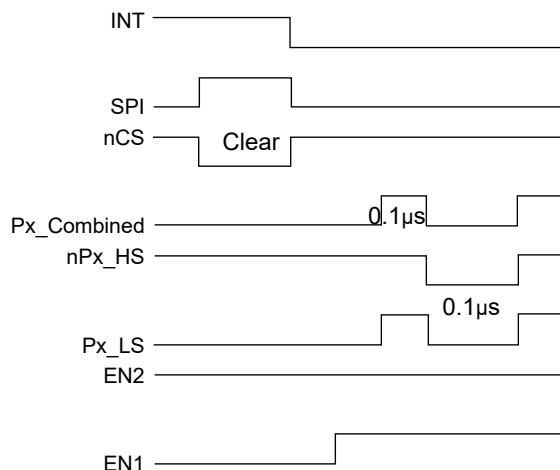 INT
SPI
nCS
Clear
Px_Combined
0.1µs
nPx_HS
0.1µs
Px_LS
EN2
EN1